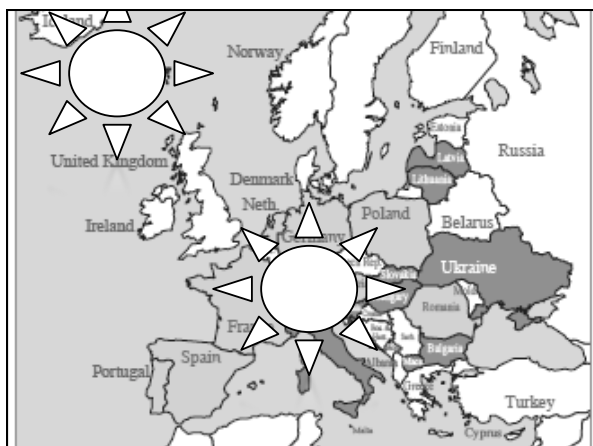 Iceland
Norway
Finland
Estonia
Russia
Latvia
Lithuania
United Kingdom
Denmark
Neth.
Ireland
Poland
Belarus
Germany
Ukraine
Slovakia
Romania
Spain
Bulgaria
Portugal
Albania
Greece
Turkey
Malta
Cyprus